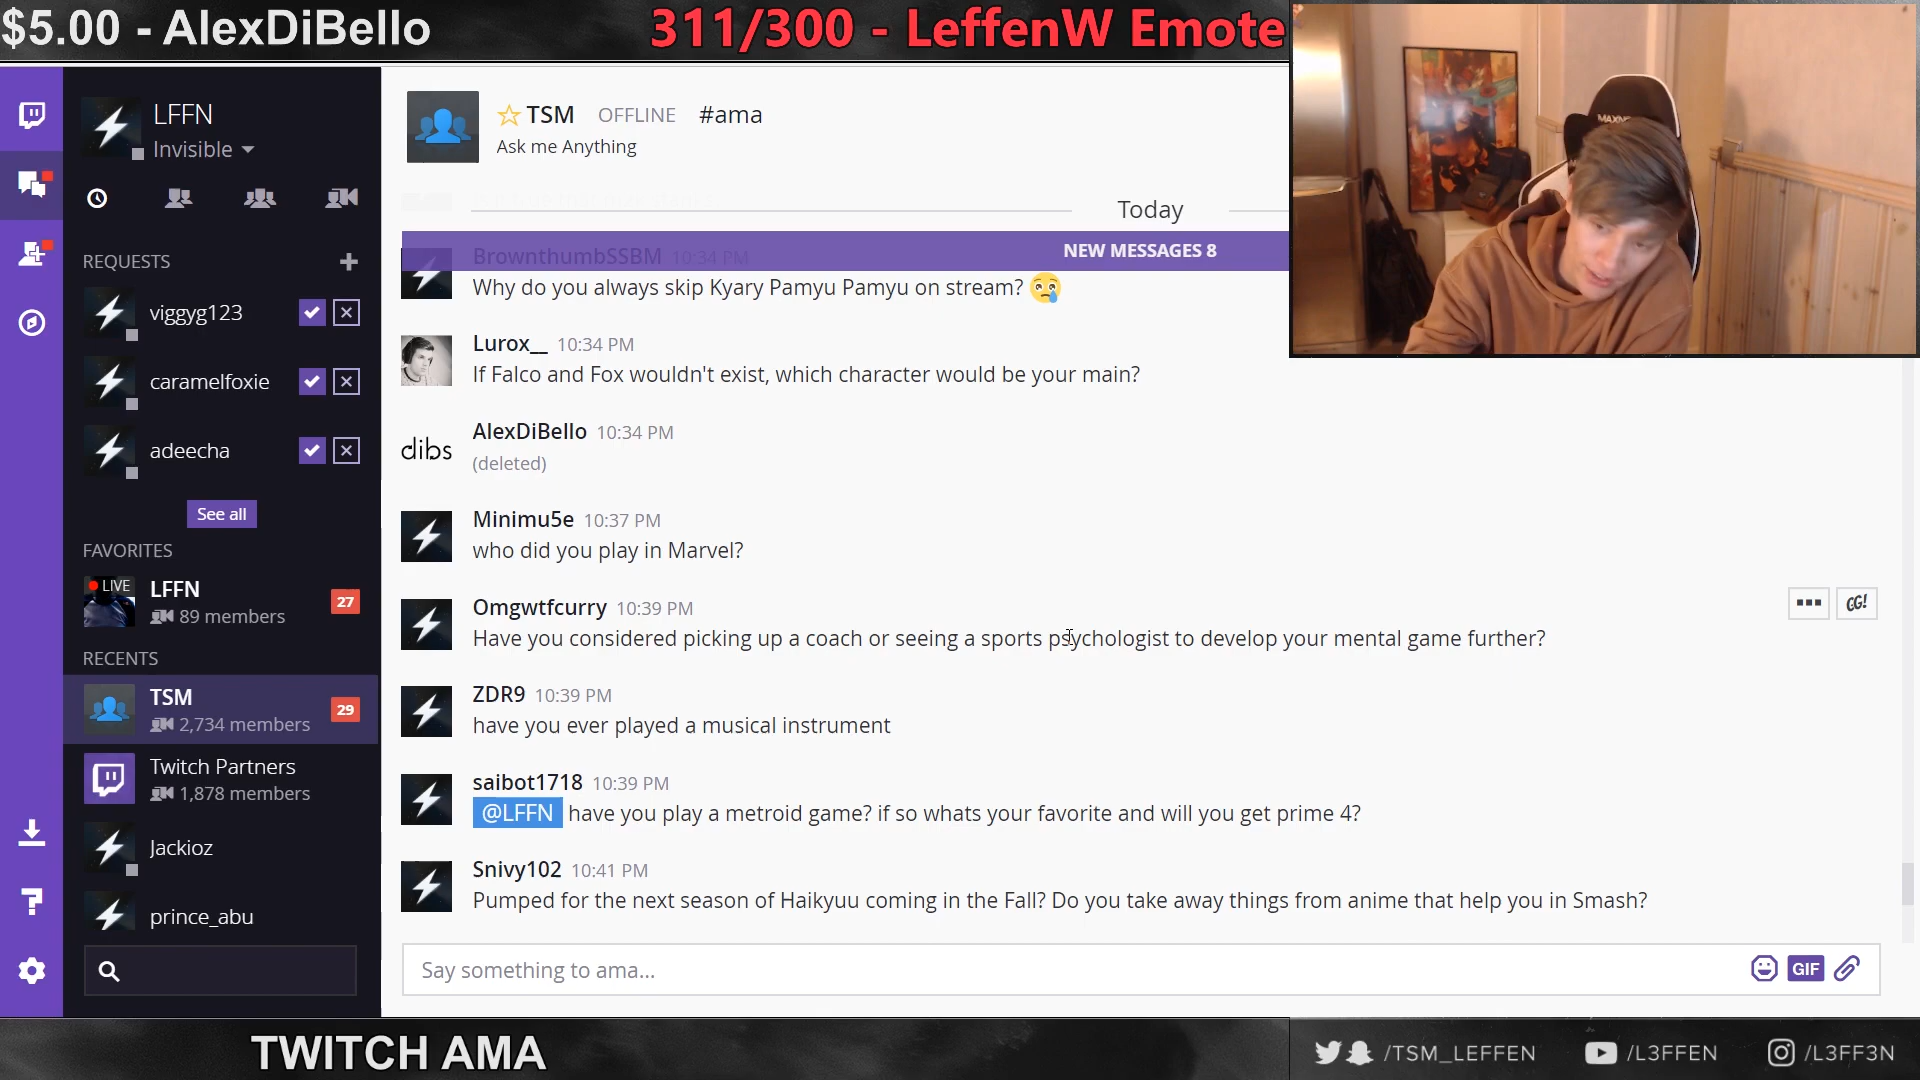 $5.00 - AlexDiBello
311/300 - LeffenW Emote
LFFN
Invisible
REQUESTS
viggyg123
caramelfoxie
adeecha
See all
FAVORITES
LIVE
LFFN
89 members
27
RECENTS
TSM
2,734 members
29
Twitch Partners
1,878 members
Jackioz
prince_abu
TSM OFFLINE #ama
Ask me Anything
Today
NEW MESSAGES 8
BrownthumbSSBM 10:34 PM
Why do you always skip Kyary Pamyu Pamyu on stream? 😢
Lurox__ 10:34 PM
If Falco and Fox wouldn't exist, which character would be your main?
dibs
AlexDiBello 10:34 PM
(deleted)
Minimu5e 10:37 PM
who did you play in Marvel?
Omgwtfcurry 10:39 PM
GG!
Have you considered picking up a coach or seeing a sports psychologist to develop your mental game further?
ZDR9 10:39 PM
have you ever played a musical instrument
saibot1718 10:39 PM
@LFFN have you play a metroid game? if so whats your favorite and will you get prime 4?
Snivy102 10:41 PM
Pumped for the next season of Haikyuu coming in the Fall? Do you take away things from anime that help you in Smash?
Say something to ama...
GIF
TWITCH AMA
/TSM_LEFFEN
/L3FFEN
/L3FF3N